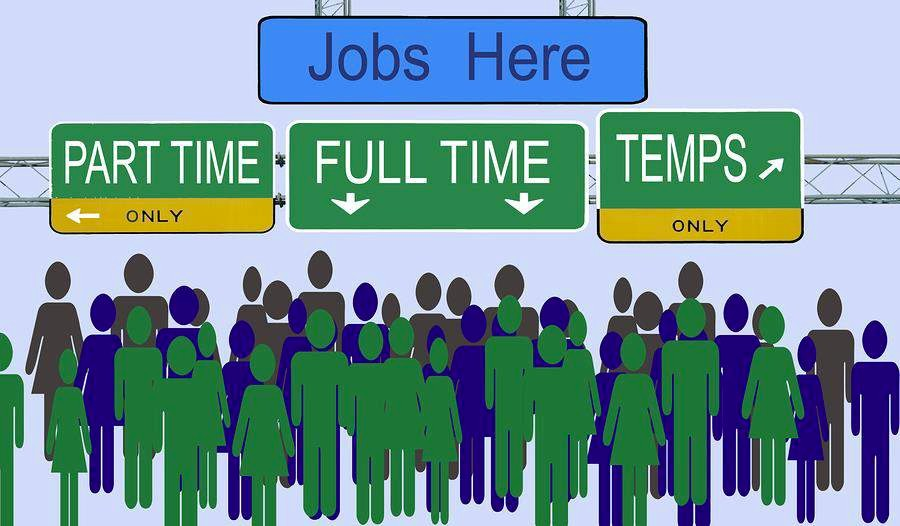 Jobs Here
PART TIME
ONLY
FULL TIME
TEMPS
ONLY